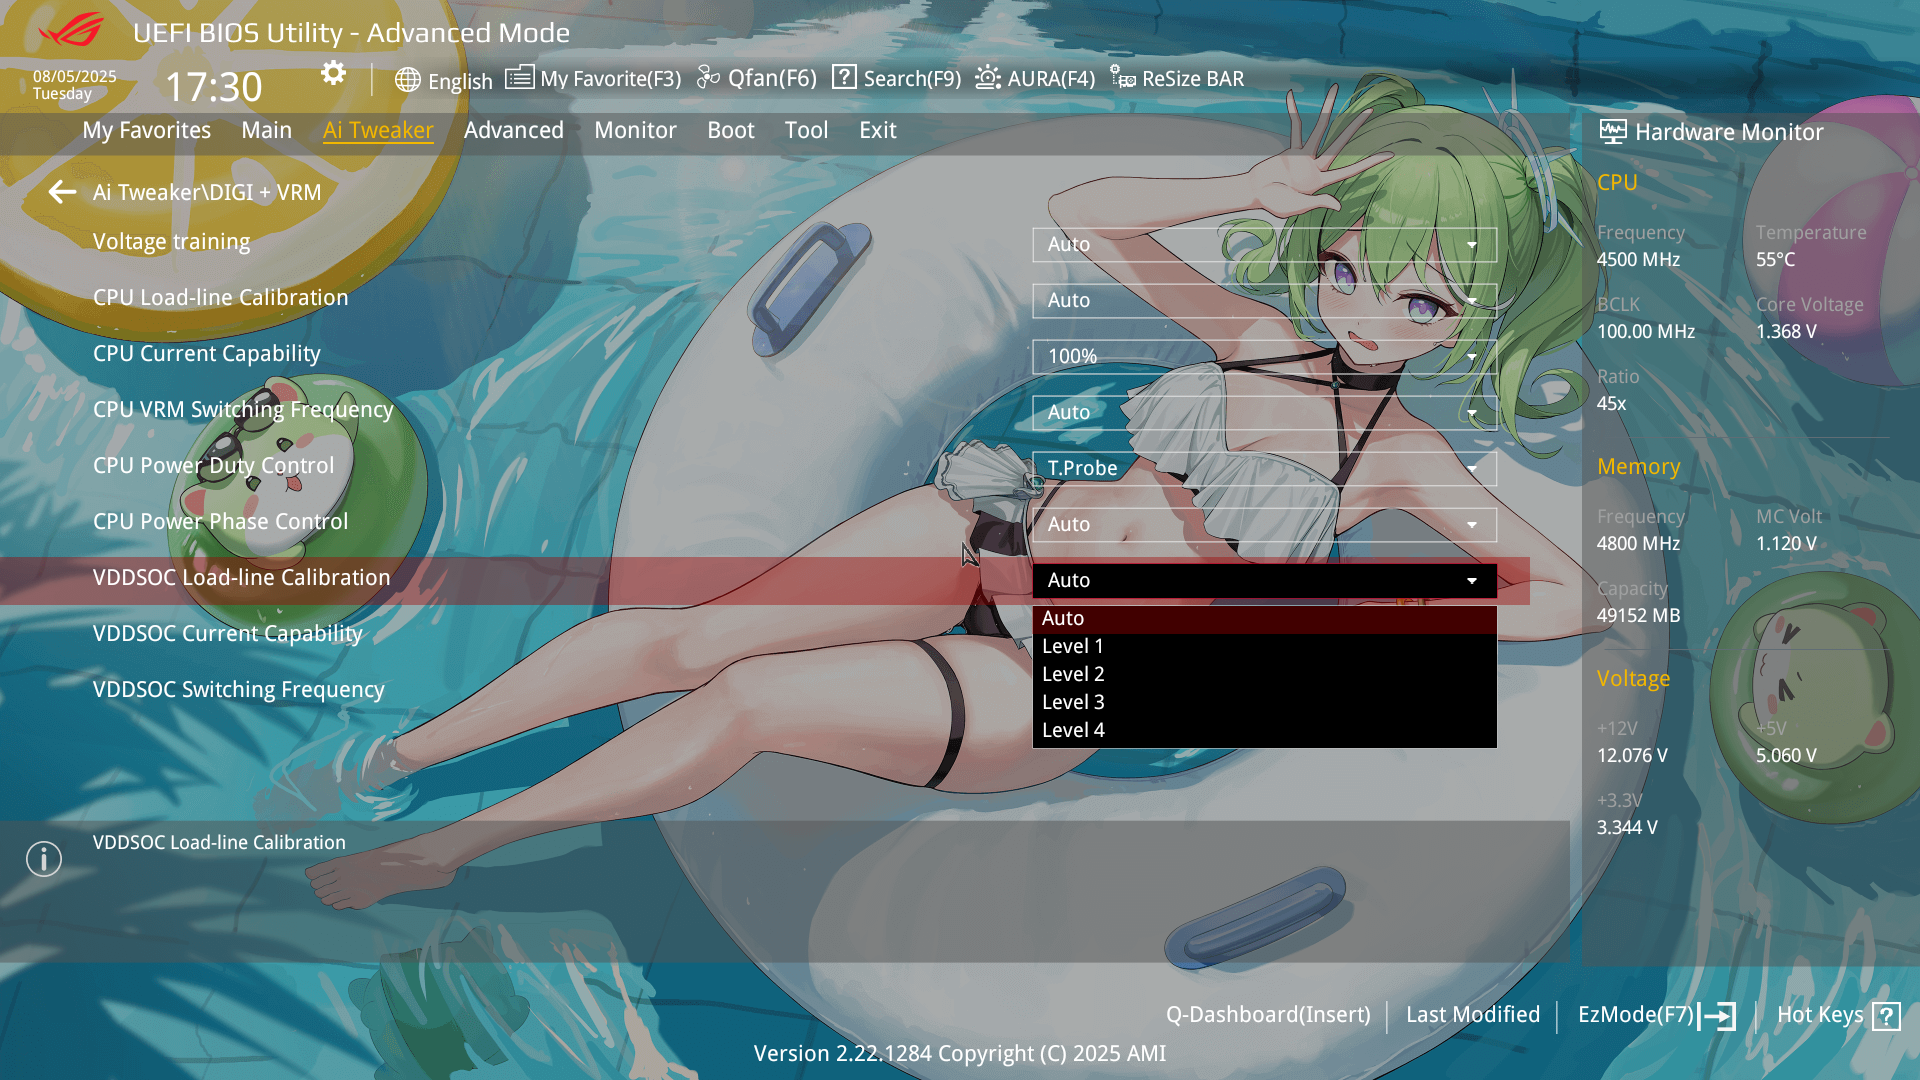 UEFI BIOS Utility - Advanced Mode
08/05/2025
Tuesday
17:30
English
My Favorite(F3)
Qfan(F6)
Search(F9)
AURA(F4)
ReSize BAR
My Favorites
Main
Ai Tweaker
Advanced
Monitor
Boot
Tool
Exit
Ai Tweaker\DIGI + VRM
Voltage training
Auto
CPU Load-line Calibration
Auto
CPU Current Capability
100%
CPU VRM Switching Frequency
Auto
CPU Power Duty Control
T.Probe
CPU Power Phase Control
Auto
VDDSOC Load-line Calibration
Auto
Auto
Level 1
Level 2
Level 3
Level 4
VDDSOC Current Capability
VDDSOC Switching Frequency
VDDSOC Load-line Calibration
Hardware Monitor
CPU
Frequency
Temperature
4500 MHz
55°C
BCLK
Core Voltage
100.00 MHz
1.368 V
Ratio
45x
Memory
Frequency
MC Volt
4800 MHz
1.120 V
Capacity
49152 MB
Voltage
+12V
+5V
12.076 V
5.060 V
+3.3V
3.344 V
Q-Dashboard(Insert)
Last Modified
EzMode(F7)
Hot Keys ?
Version 2.22.1284 Copyright (C) 2025 AMI